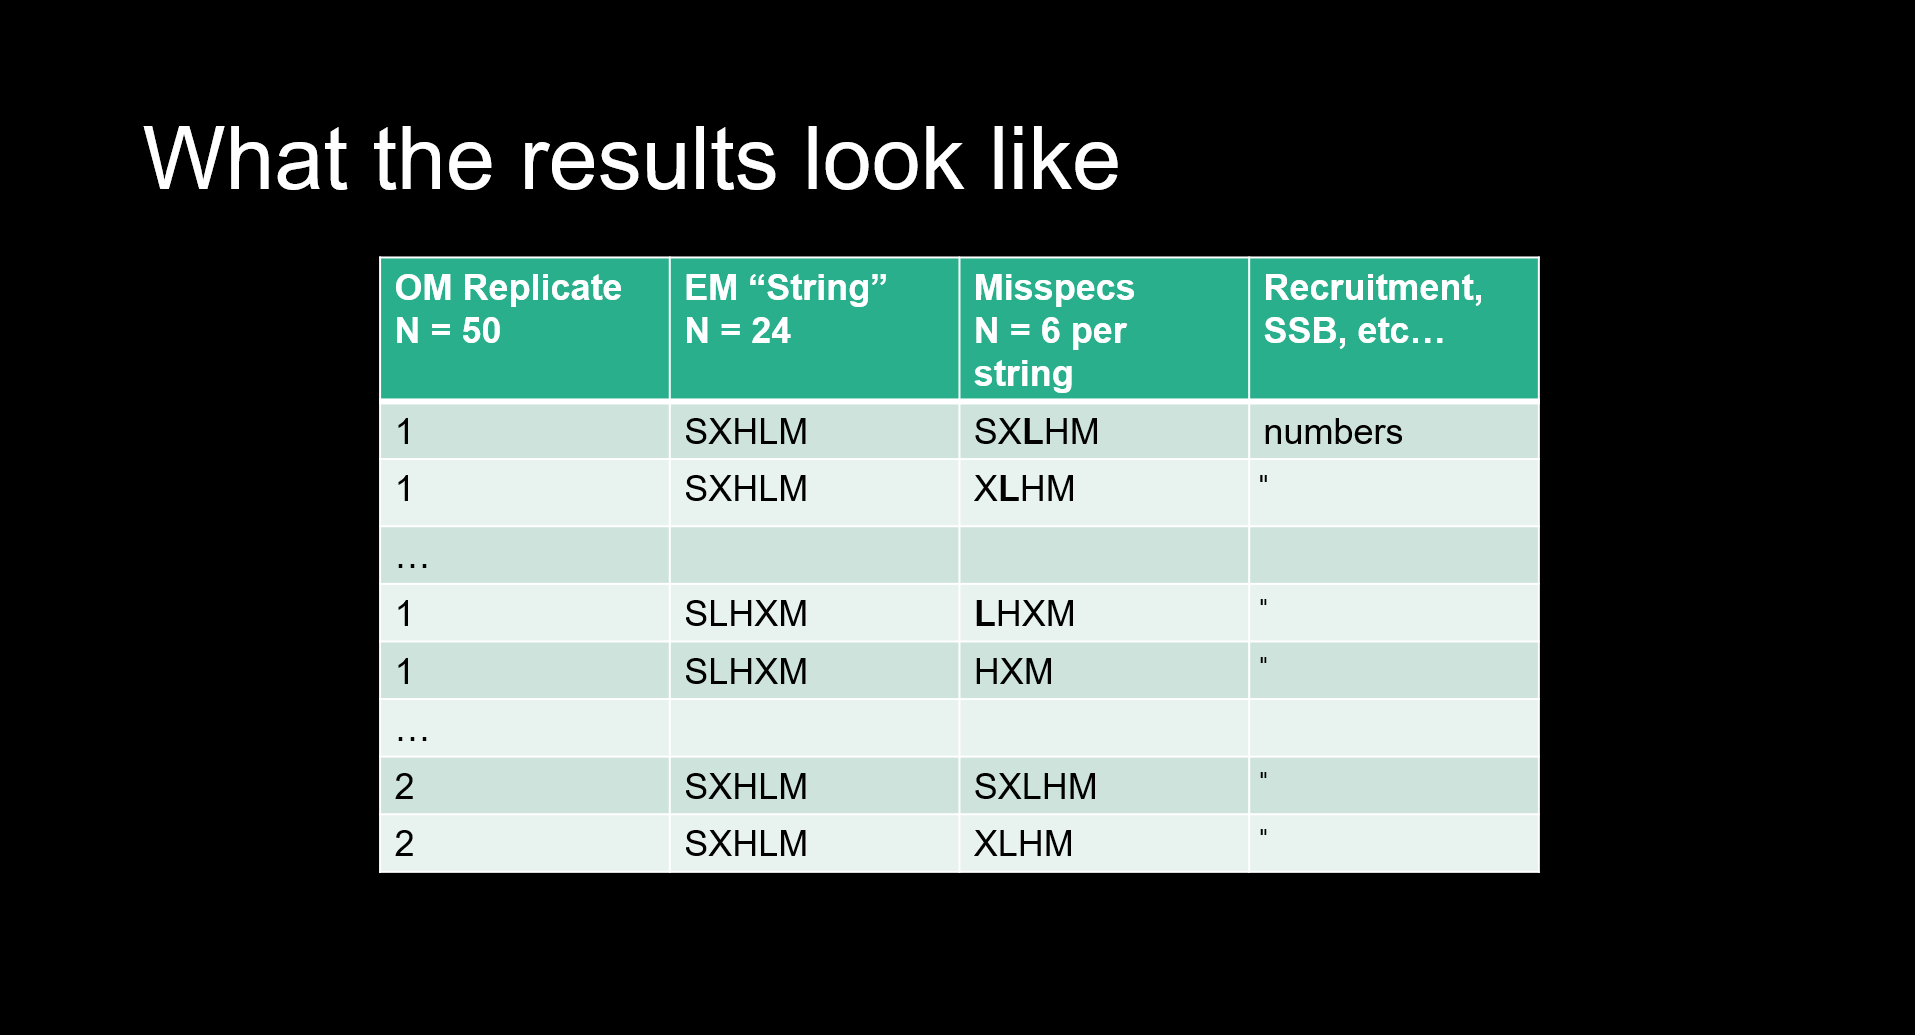 What the results look like
OM Replicate
N = 50
EM “String”
N = 24
Misspecs
N = 6 per
string
Recruitment,
SSB, etc…
1 SXHLM SXLHM numbers
1 SXHLM XLHM "
…
1 SLHXM LHXM "
1 SLHXM HXM "
…
2 SXHLM SXLHM "
2 SXHLM XLHM "